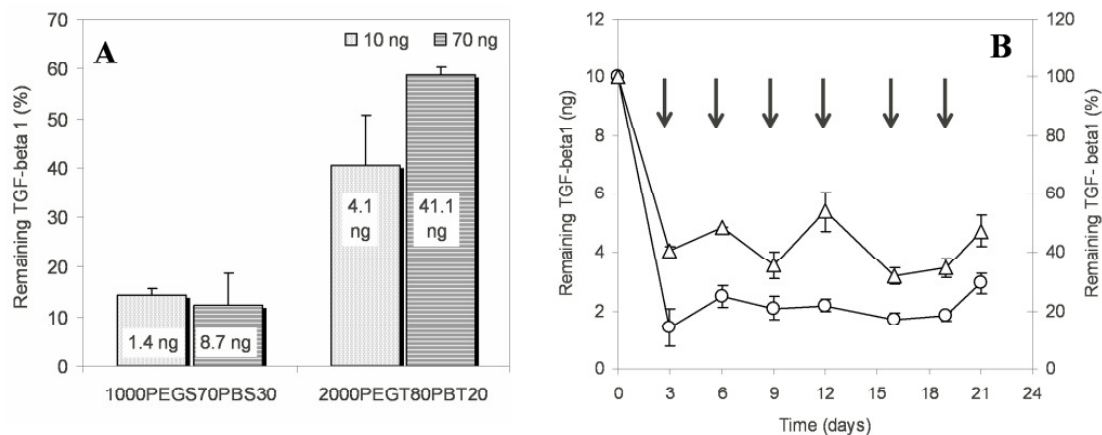 A
10 ng 70 ng
Remaining TGF-beta 1 (%)
70
60
50
40
30
20
10
0
1.4 ng
8.7 ng
4.1
ng
41.1
ng
1000PEGS70PBS30 2000PEGT80PBT20
B
Remaining TGF-beta1 (ng)
12
10
8
6
4
2
0
Remaining TGF- beta1 (%)
120
100
80
60
40
20
0
0 3 6 9 12 15 18 21 24
Time (days)